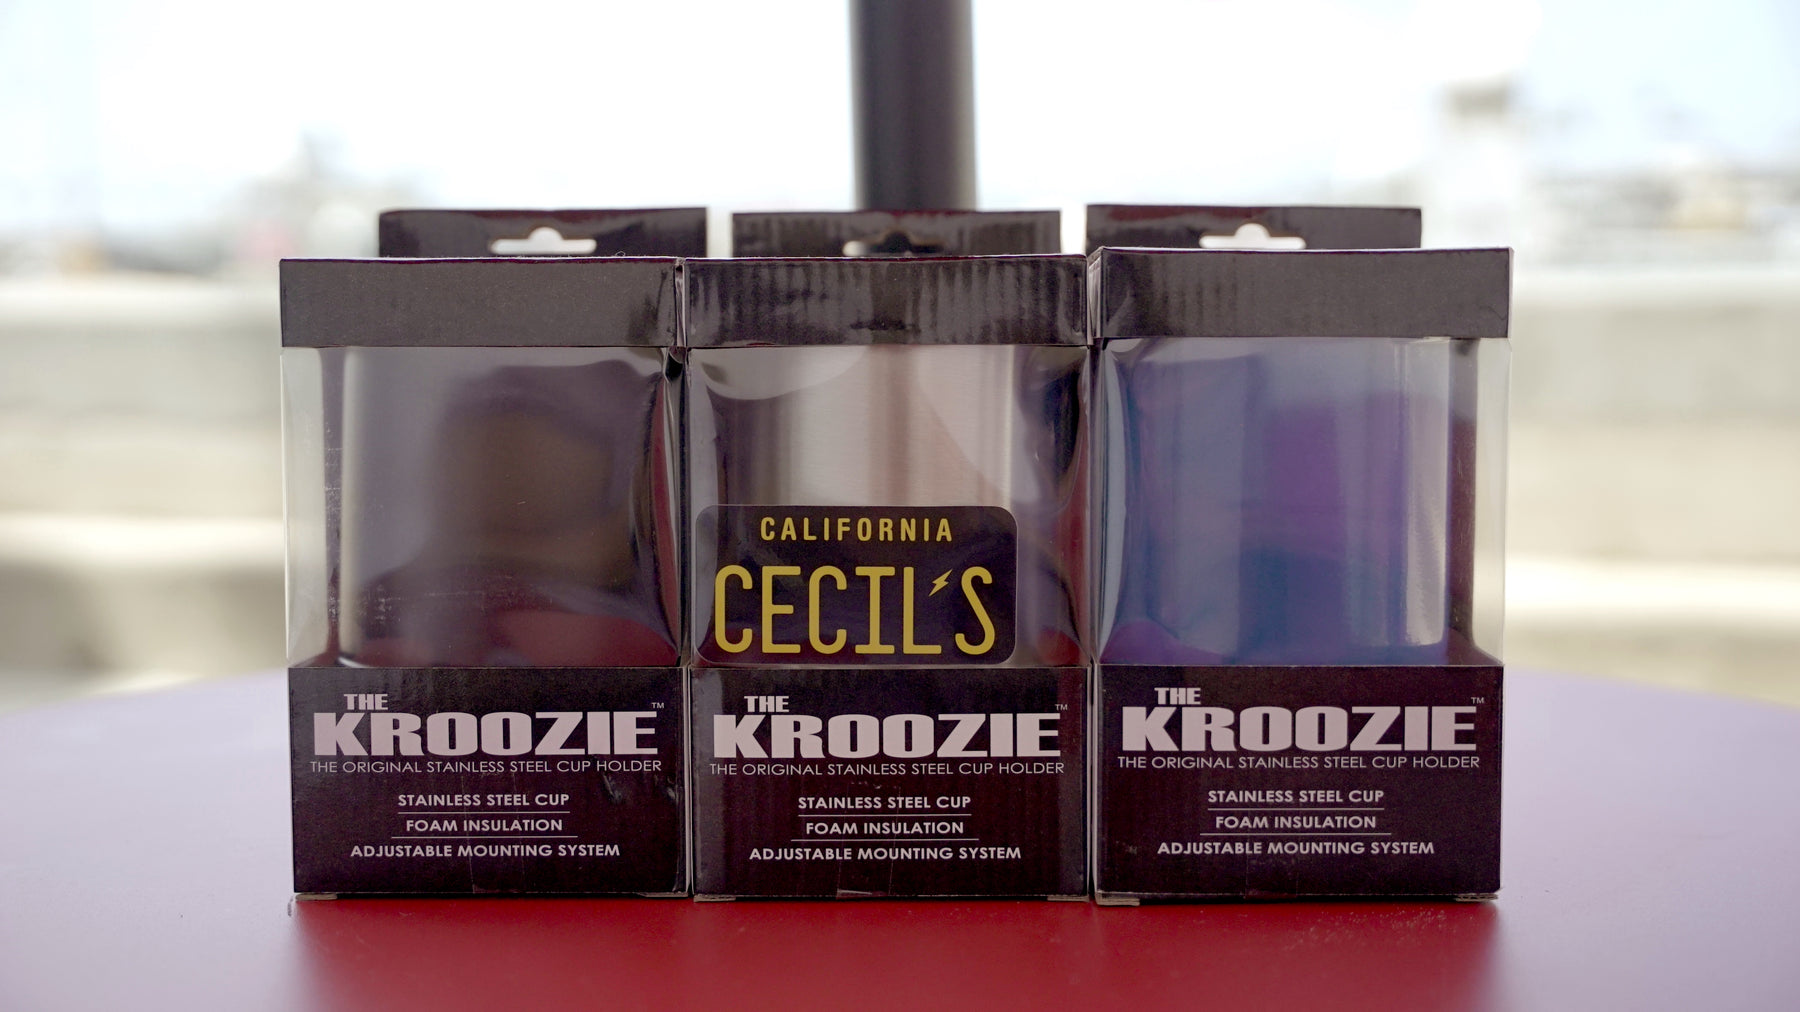 THE
KROOZIE™
THE ORIGINAL STAINLESS STEEL CUP HOLDER
STAINLESS STEEL CUP
FOAM INSULATION
ADJUSTABLE MOUNTING SYSTEM
CALIFORNIA
CECIL'S
THE
KROOZIE™
THE ORIGINAL STAINLESS STEEL CUP HOLDER
STAINLESS STEEL CUP
FOAM INSULATION
ADJUSTABLE MOUNTING SYSTEM
THE
KROOZIE™
THE ORIGINAL STAINLESS STEEL CUP HOLDER
STAINLESS STEEL CUP
FOAM INSULATION
ADJUSTABLE MOUNTING SYSTEM